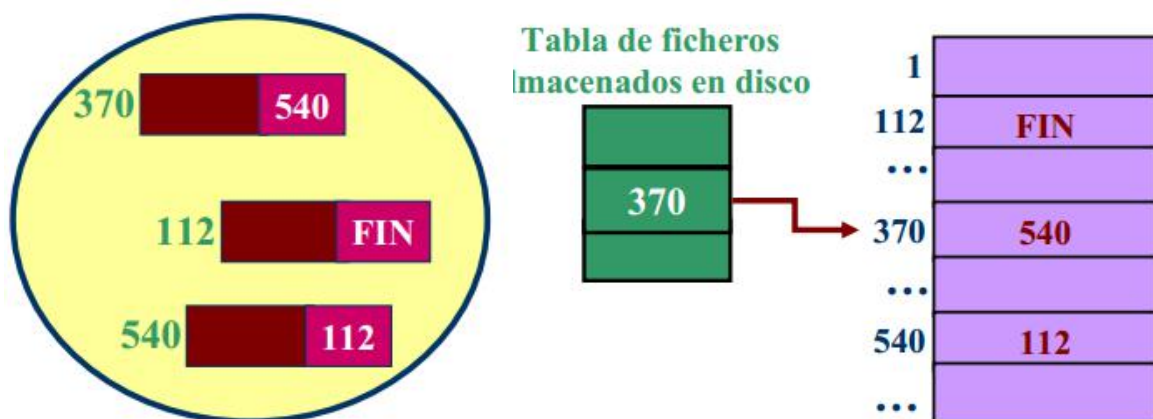 370 540
112 FIN
540 112
Tabla de ficheros
lmacenados en disco
370
1
112 FIN
...
370 540
...
540 112
...